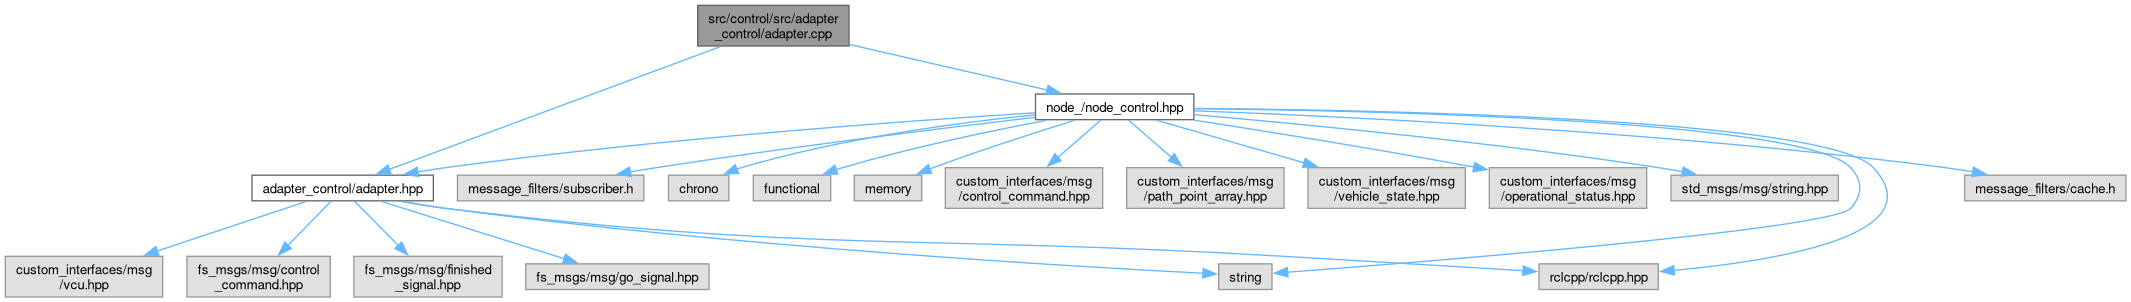 src/control/src/adapter
_control/adapter.cpp
node_/node_control.hpp
adapter_control/adapter.hpp
message_filters/subscriber.h
chrono
functional
memory
custom_interfaces/msg
/control_command.hpp
custom_interfaces/msg
/path_point_array.hpp
custom_interfaces/msg
/vehicle_state.hpp
custom_interfaces/msg
/operational_status.hpp
std_msgs/msg/string.hpp
message_filters/cache.h
custom_interfaces/msg
/vcu.hpp
fs_msgs/msg/control
_command.hpp
fs_msgs/msg/finished
_signal.hpp
fs_msgs/msg/go_signal.hpp
string
rclcpp/rclcpp.hpp